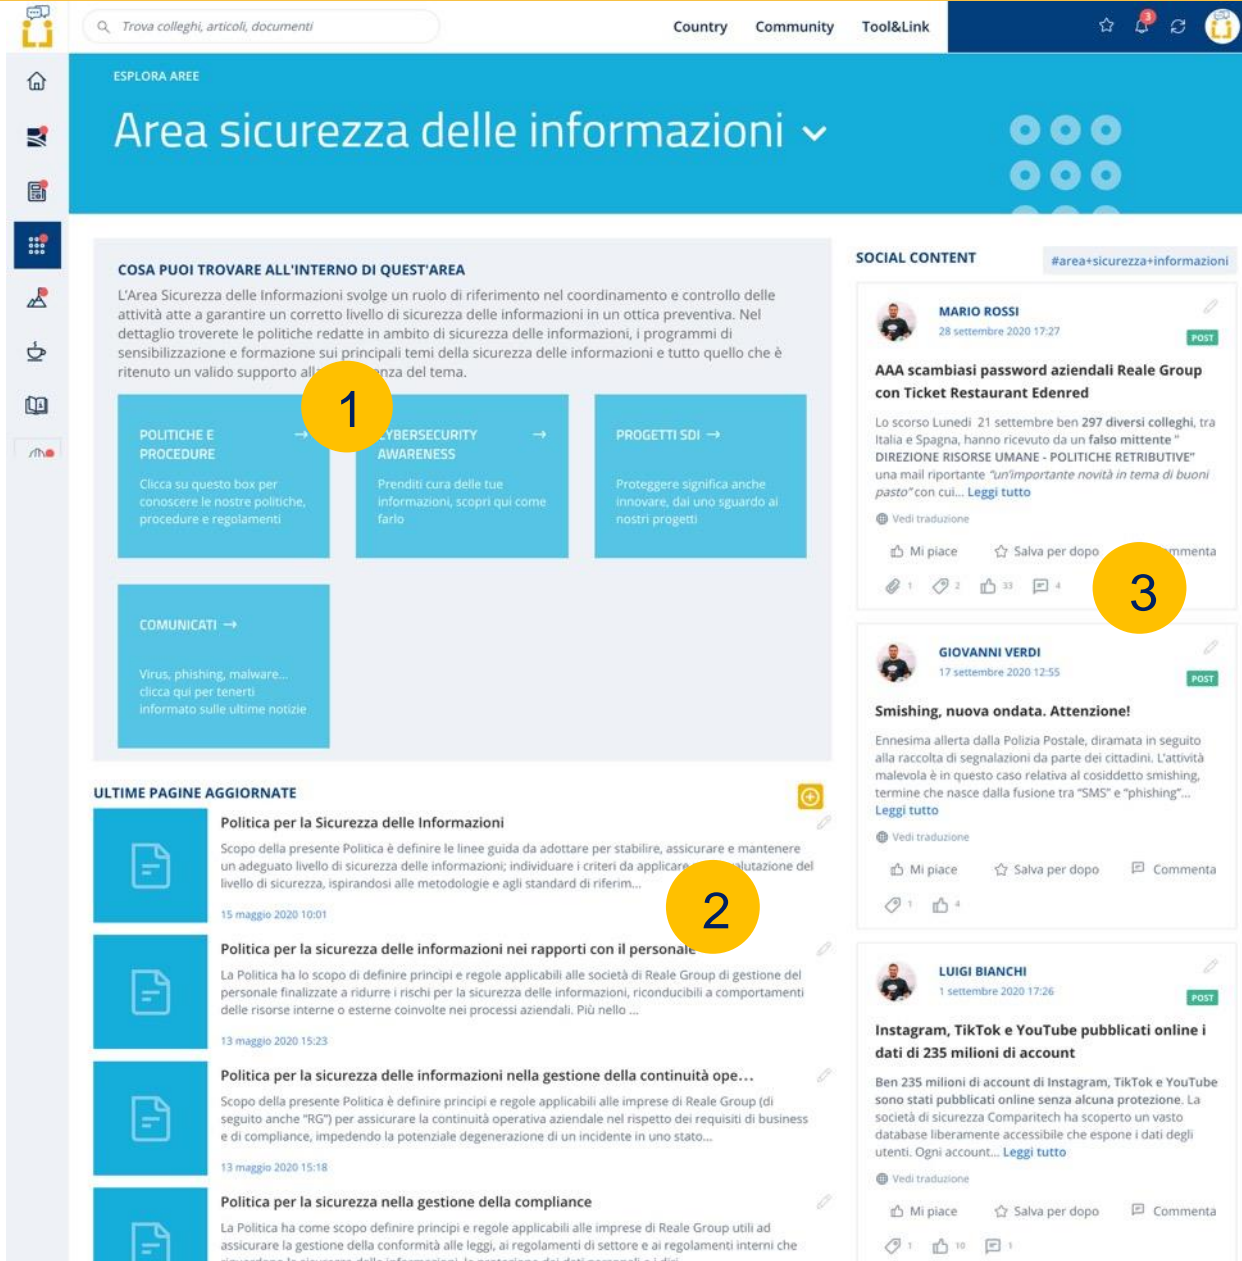 Trova colleghi, articoli, documenti
Country
Community
Tool&Link
3
ESPLORA AREE
Area sicurezza delle informazioni
COSA PUOI TROVARE ALL'INTERNO DI QUEST'AREA
L'Area Sicurezza delle Informazioni svolge un ruolo di riferimento nel coordinamento e controllo delle
attività atte a garantire un corretto livello di sicurezza delle informazioni in un ottica preventiva. Nel
dettaglio troverete le politiche redatte in ambito di sicurezza delle informazioni, i programmi di
sensibilizzazione e formazione sui principali temi della sicurezza delle informazioni e tutto quello che è
ritenuto un valido supporto del tema.
1
POLITICHE E →
PROCEDURE
Clicca su questo box per
conoscere le nostre politiche,
procedure e regolamenti
CYBERSECURITY →
AWARENESS
Prenditi cura delle tue
informazioni, scopri qui come
farlo
PROGETTI SDI →
Proteggere significa anche
innovare, dai uno sguardo ai
nostri progetti
COMUNICATI →
Virus, phishing, malware...
clicca qui per tenerti
informato sulle ultime notizie
ULTIME PAGINE AGGIORNATE
Politica per la Sicurezza delle Informazioni
Scopo della presente Politica è definire le linee guida da adottare per stabilire, assicurare e mantenere
un adeguato livello di sicurezza delle informazioni; individuare i criteri da applicare del
livello di sicurezza, ispirandosi alle metodologie e agli standard di riferim...
15 maggio 2020 10:01
2
Politica per la sicurezza delle informazioni nei rapporti con il personale
La Politica ha lo scopo di definire principi e regole applicabili alle società di Reale Group di gestione del
personale finalizzate a ridurre i rischi per la sicurezza delle informazioni, riconducibili a comportamenti
delle risorse interne o esterne coinvolte nei processi aziendali. Più nello ...
13 maggio 2020 15:23
Politica per la sicurezza delle informazioni nella gestione della continuità ope...
Scopo della presente Politica è definire principi e regole applicabili alle imprese di Reale Group (di
seguito anche "RG") per assicurare la continuità operativa aziendale nel rispetto dei requisiti di business
e di compliance, impedendo la potenziale degenerazione di un incidente in uno stato...
13 maggio 2020 15:18
Politica per la sicurezza nella gestione della compliance
La Politica ha come scopo definire principi e regole applicabili alle imprese di Reale Group utili ad
assicurare la gestione della conformità alle leggi, ai regolamenti di settore e ai regolamenti interni che
SOCIAL CONTENT
#area+sicurezza+informazioni
MARIO ROSSI
28 settembre 2020 17:27
POST
AAA scambiasi password aziendali Reale Group
con Ticket Restaurant Edenred
Lo scorso Lunedi 21 settembre ben 297 diversi colleghi, tra
Italia e Spagna, hanno ricevuto da un falso mittente "
DIREZIONE RISORSE UMANE - POLITICHE RETRIBUTIVE"
una mail riportante "un'importante novità in tema di buoni
pasto" con cui... Leggi tutto
Vedi traduzione
Mi piace
Salva per dopo
1
2
33
4
3
GIOVANNI VERDI
17 settembre 2020 12:55
POST
Smishing, nuova ondata. Attenzione!
Ennesima allerta dalla Polizia Postale, diramata in seguito
alla raccolta di segnalazioni da parte dei cittadini. L'attività
malevola è in questo caso relativa al cosiddetto smishing,
termine che nasce dalla fusione tra "SMS" e "phishing"...
Leggi tutto
Vedi traduzione
Mi piace
Salva per dopo
Commenta
1
4
LUIGI BIANCHI
1 settembre 2020 17:26
POST
Instagram, TikTok e YouTube pubblicati online i
dati di 235 milioni di account
Ben 235 milioni di account di Instagram, TikTok e YouTube
sono stati pubblicati online senza alcuna protezione. La
società di sicurezza Comparitech ha scoperto un vasto
database liberamente accessibile che espone i dati degli
utenti. Ogni account... Leggi tutto
Vedi traduzione
Mi piace
Salva per dopo
Commenta
1
10
1